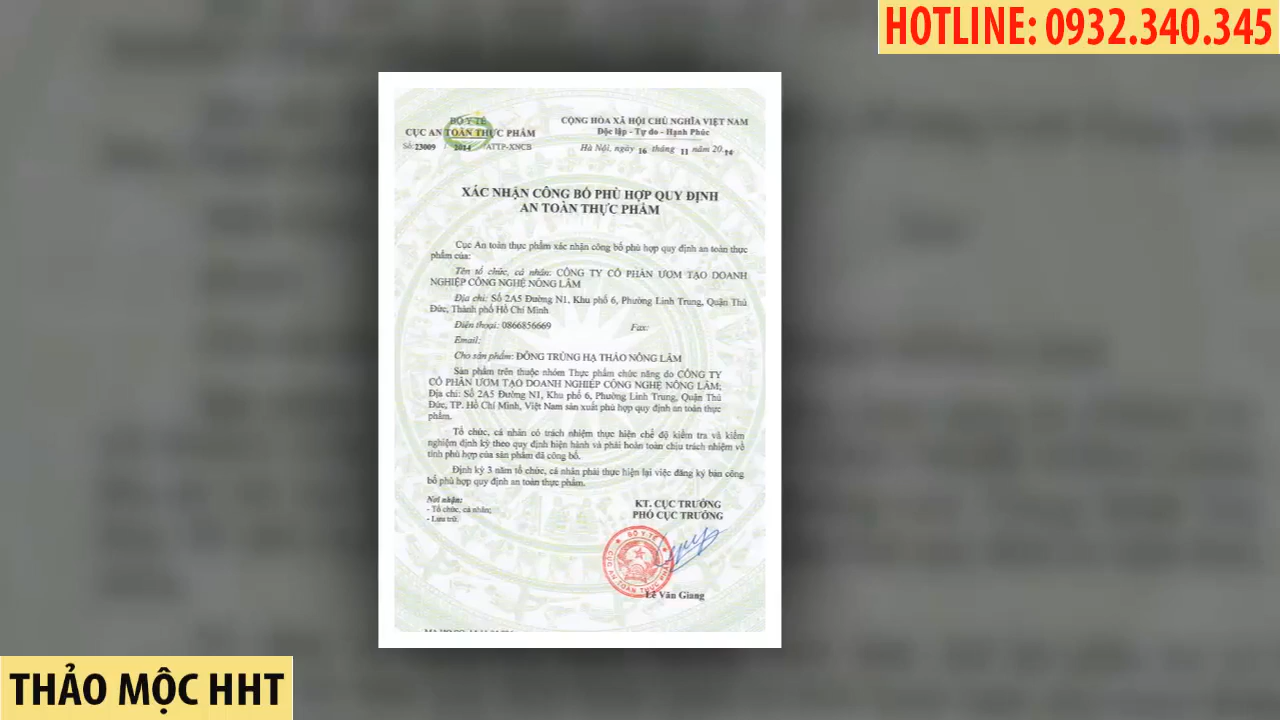 HOTLINE: 0932.340.345
BỘ Y TẾ
CỤC AN TOÀN THỰC PHẨM
Số: 23009 / 2014 /ATTP-XNCB
CỘNG HÒA XÃ HỘI CHỦ NGHĨA VIỆT NAM
Độc lập - Tự do - Hạnh Phúc
Hà Nội, ngày 16 tháng 11 năm 2014
XÁC NHẬN CÔNG BỐ PHÙ HỢP QUY ĐỊNH
AN TOÀN THỰC PHẨM
Cục An toàn thực phẩm xác nhận công bố phù hợp quy định an toàn thực
phẩm của:
Tên tổ chức, cá nhân: CÔNG TY CỔ PHẦN ƯƠM TẠO DOANH
NGHIỆP CÔNG NGHỆ NÔNG LÂM
Địa chỉ: Số 2A5 Đường N1, Khu phố 6, Phường Linh Trung, Quận Thủ
Đức, Thành phố Hồ Chí Minh
Điện thoại: 0866856669 Fax:
Email:
Cho sản phẩm: ĐÔNG TRÙNG HẠ THẢO NÔNG LÂM
Sản phẩm trên thuộc nhóm Thực phẩm chức năng do CÔNG TY
CỔ PHẦN ƯƠM TẠO DOANH NGHIỆP CÔNG NGHỆ NÔNG LÂM;
Địa chỉ: Số 2A5 Đường N1, Khu phố 6, Phường Linh Trung, Quận Thủ
Đức, TP. Hồ Chí Minh, Việt Nam sản xuất phù hợp quy định an toàn thực
phẩm.
Tổ chức, cá nhân có trách nhiệm thực hiện chế độ kiểm tra và kiểm
nghiệm định kỳ theo quy định hiện hành và phải hoàn toàn chịu trách nhiệm về
tính phù hợp của sản phẩm đã công bố.
Định kỳ 3 năm tổ chức, cá nhân phải thực hiện lại việc đăng ký bản công
bố phù hợp quy định an toàn thực phẩm.
Nơi nhận:
- Tổ chức, cá nhân;
- Lưu trữ.
KT. CỤC TRƯỞNG
PHÓ CỤC TRƯỞNG
BỘ Y TẾ
CỤC AN TOÀN THỰC PHẨM
Lê Văn Giang
THẢO MỘC HHT